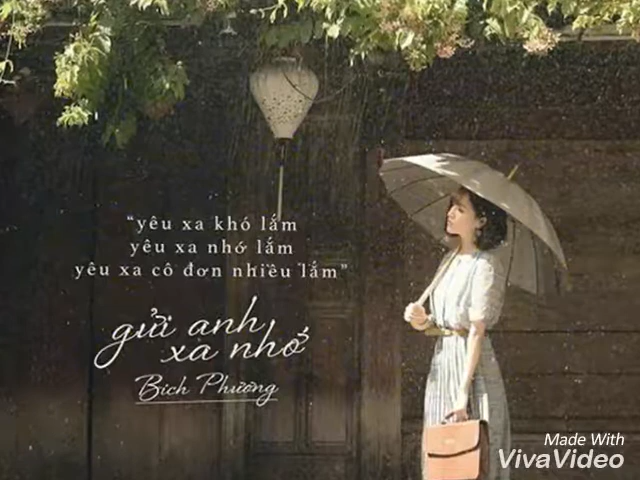 “yêu xa khó lắm
yêu xa nhớ lắm
yêu xa cô đơn nhiều lắm”
gửi anh
xa nhớ
Bích Phương
Made With
VivaVideo